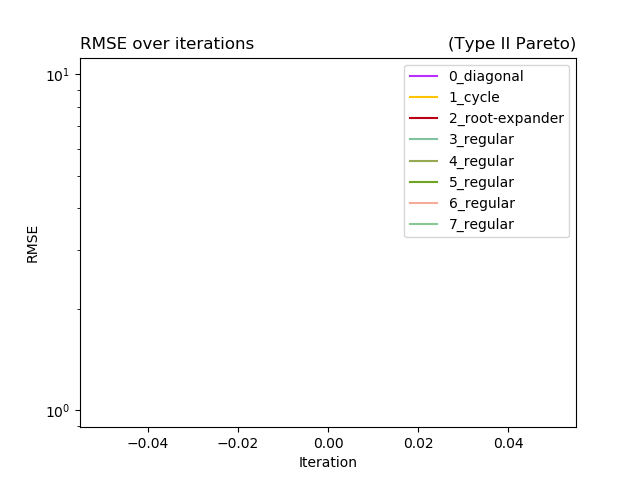 RMSE over iterations (Type II Pareto)
10¹
10⁰
RMSE
0_diagonal
1_cycle
2_root-expander
3_regular
4_regular
5_regular
6_regular
7_regular
−0.04 −0.02 0.00 0.02 0.04
Iteration